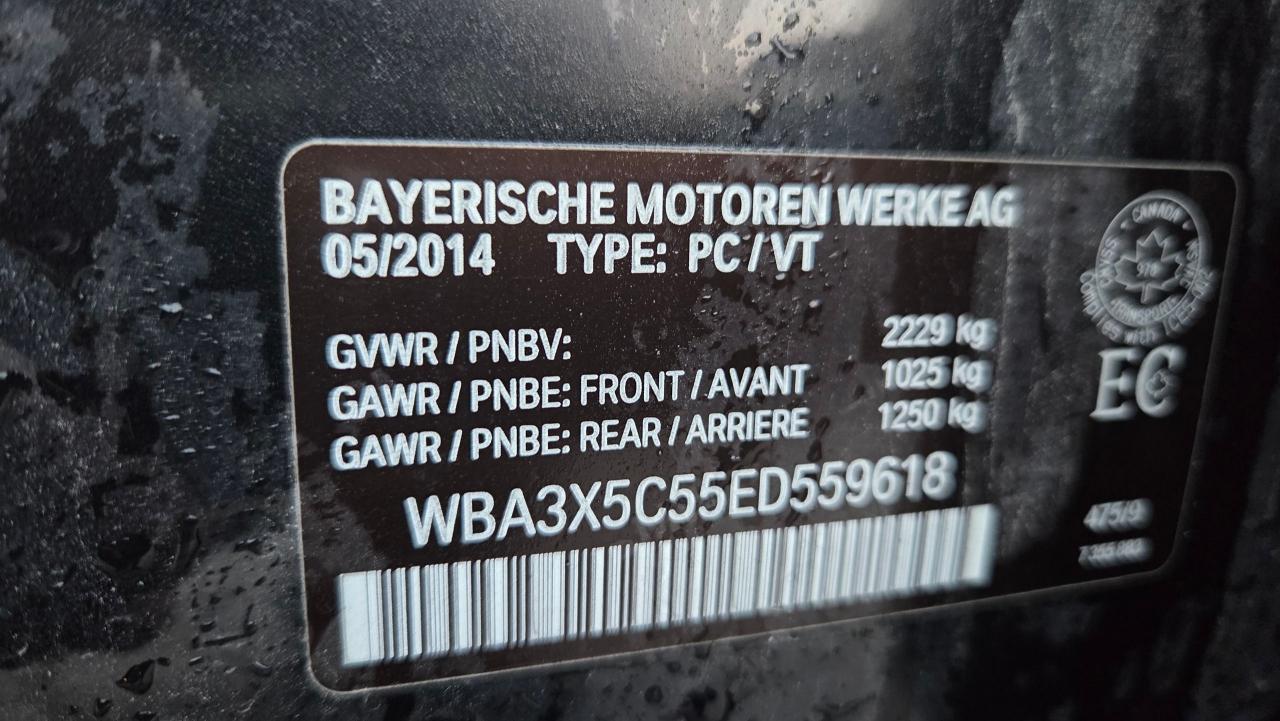 BAYERISCHE MOTOREN WERKE AG
05/2014 TYPE: PC/VT
GVWR / PNBV: 2229 kg
GAWR / PNBE: FRONT / AVANT 1025 kg
GAWR / PNBE: REAR / ARRIERE 1250 kg
WBA3X5C55ED559618
EC
475/9